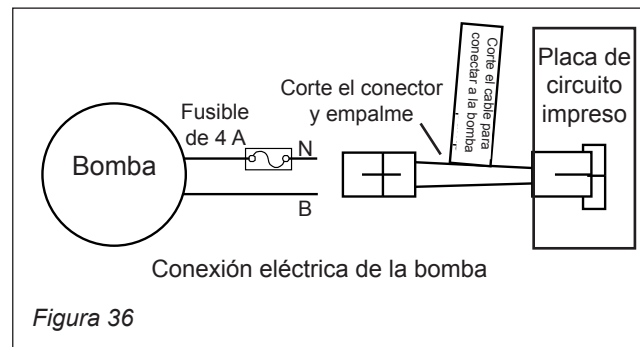 Bomba
Fusible
de 4 A
N
B
Corte el conector
y empalme
Corte el cable para
conectar a la bomba
Placa de
circuito
impreso
Conexión eléctrica de la bomba
Figura 36